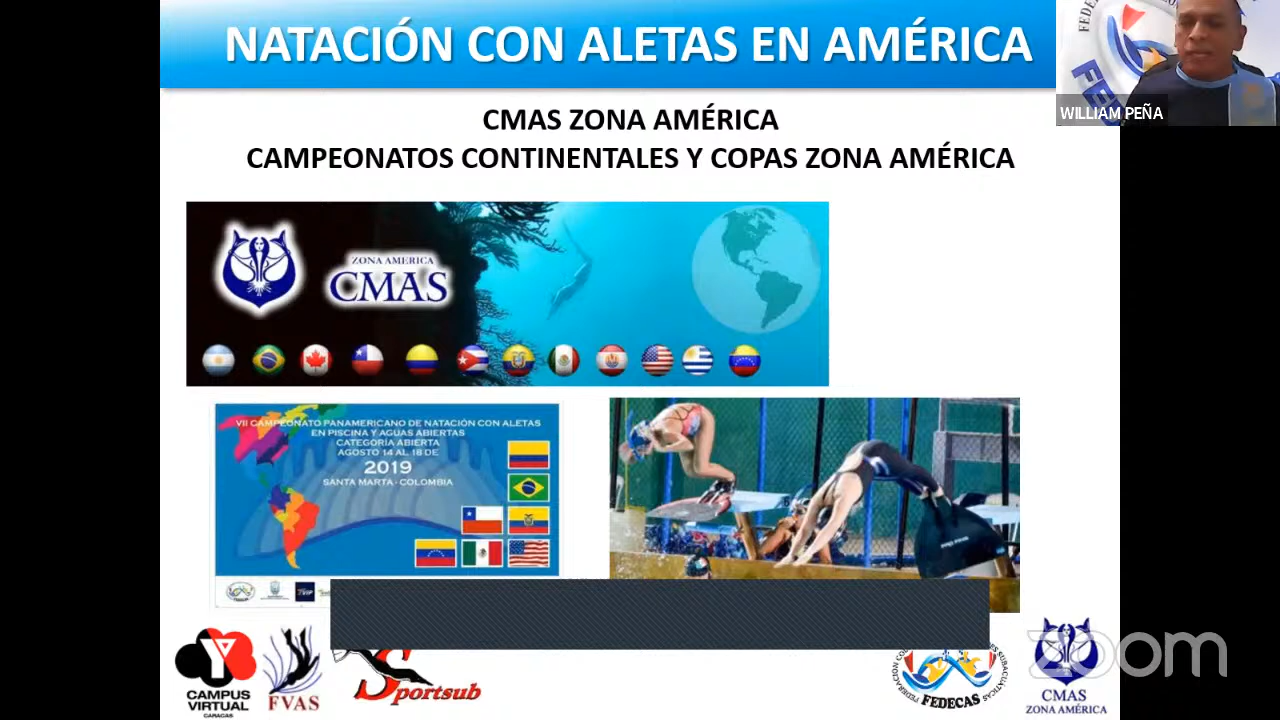 NATACIÓN CON ALETAS EN AMÉRICA
WILLIAM PEÑA
CMAS ZONA AMÉRICA
CAMPEONATOS CONTINENTALES Y COPAS ZONA AMÉRICA
ZONA AMERICA
CMAS
VII CAMPEONATO PANAMERICANO DE NATACIÓN CON ALETAS
EN PISCINA Y AGUAS ABIERTAS
CATEGORÍA ABIERTA
AGOSTO 14 AL 18 DE
2019
SANTA MARTA - COLOMBIA
CAMPUS
VIRTUAL
CARACAS
FVAS
Sportsub
FEDECAS
zoom
CMAS
ZONA AMÉRICA